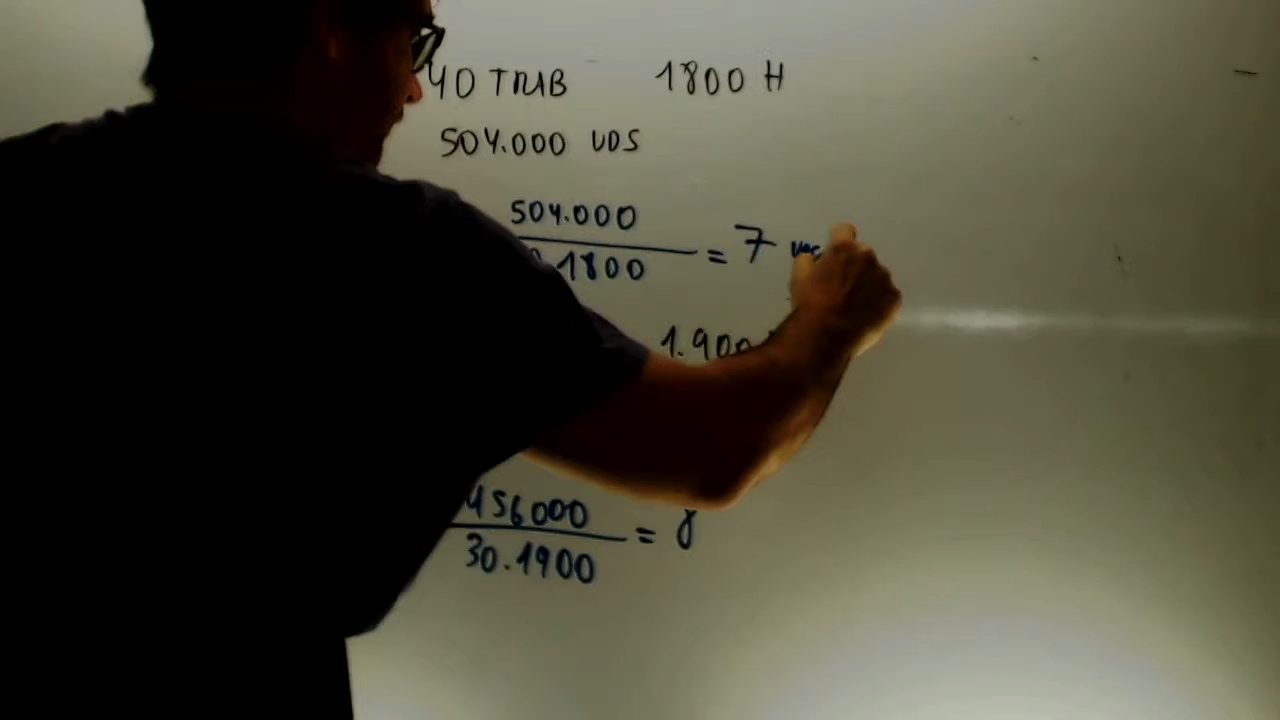 40 TRAB 1800 H
504.000 UDS
504.000
1800 = 7
1.900
456000
30.1900 = 8